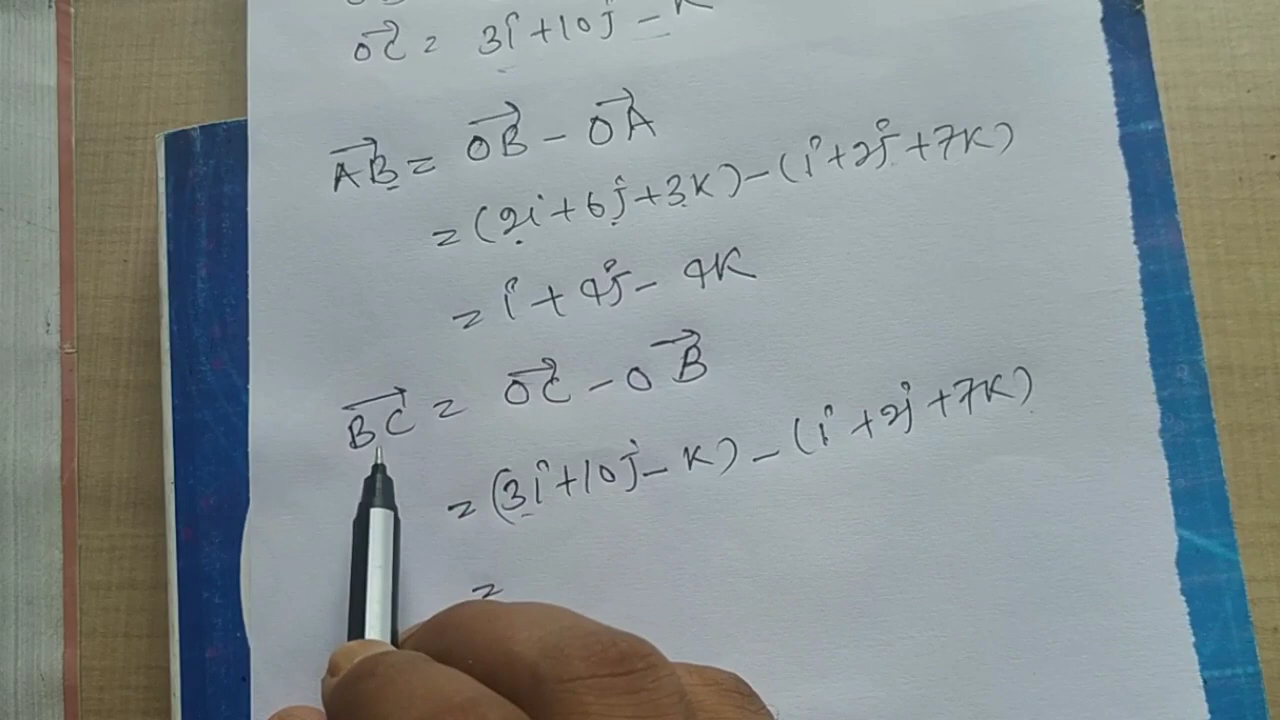 OC = 3i + 10j - K
AB = OB - OA
= (2i + 6j + 3K) - (i + 2j + 7K)
= i + 4j - 4K
BC = OC - OB
= (3i + 10j - K) - (i + 2j + 7K)
=